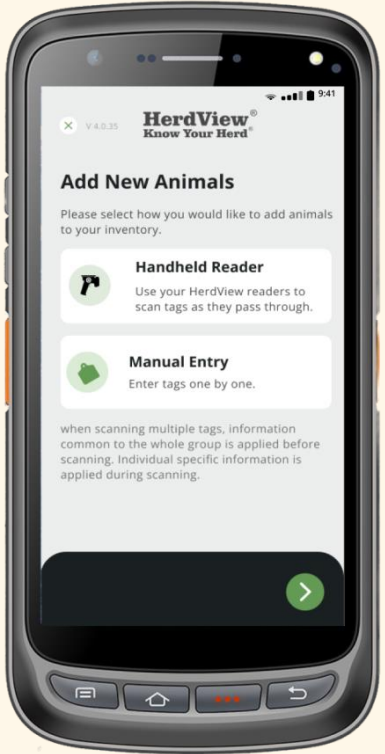 9:41
V 4.0.35
HerdView®
Know Your Herd®
Add New Animals
Please select how you would like to add animals
to your inventory.
Handheld Reader
Use your HerdView readers to
scan tags as they pass through.
Manual Entry
Enter tags one by one.
when scanning multiple tags, information
common to the whole group is applied before
scanning. Individual specific information is
applied during scanning.